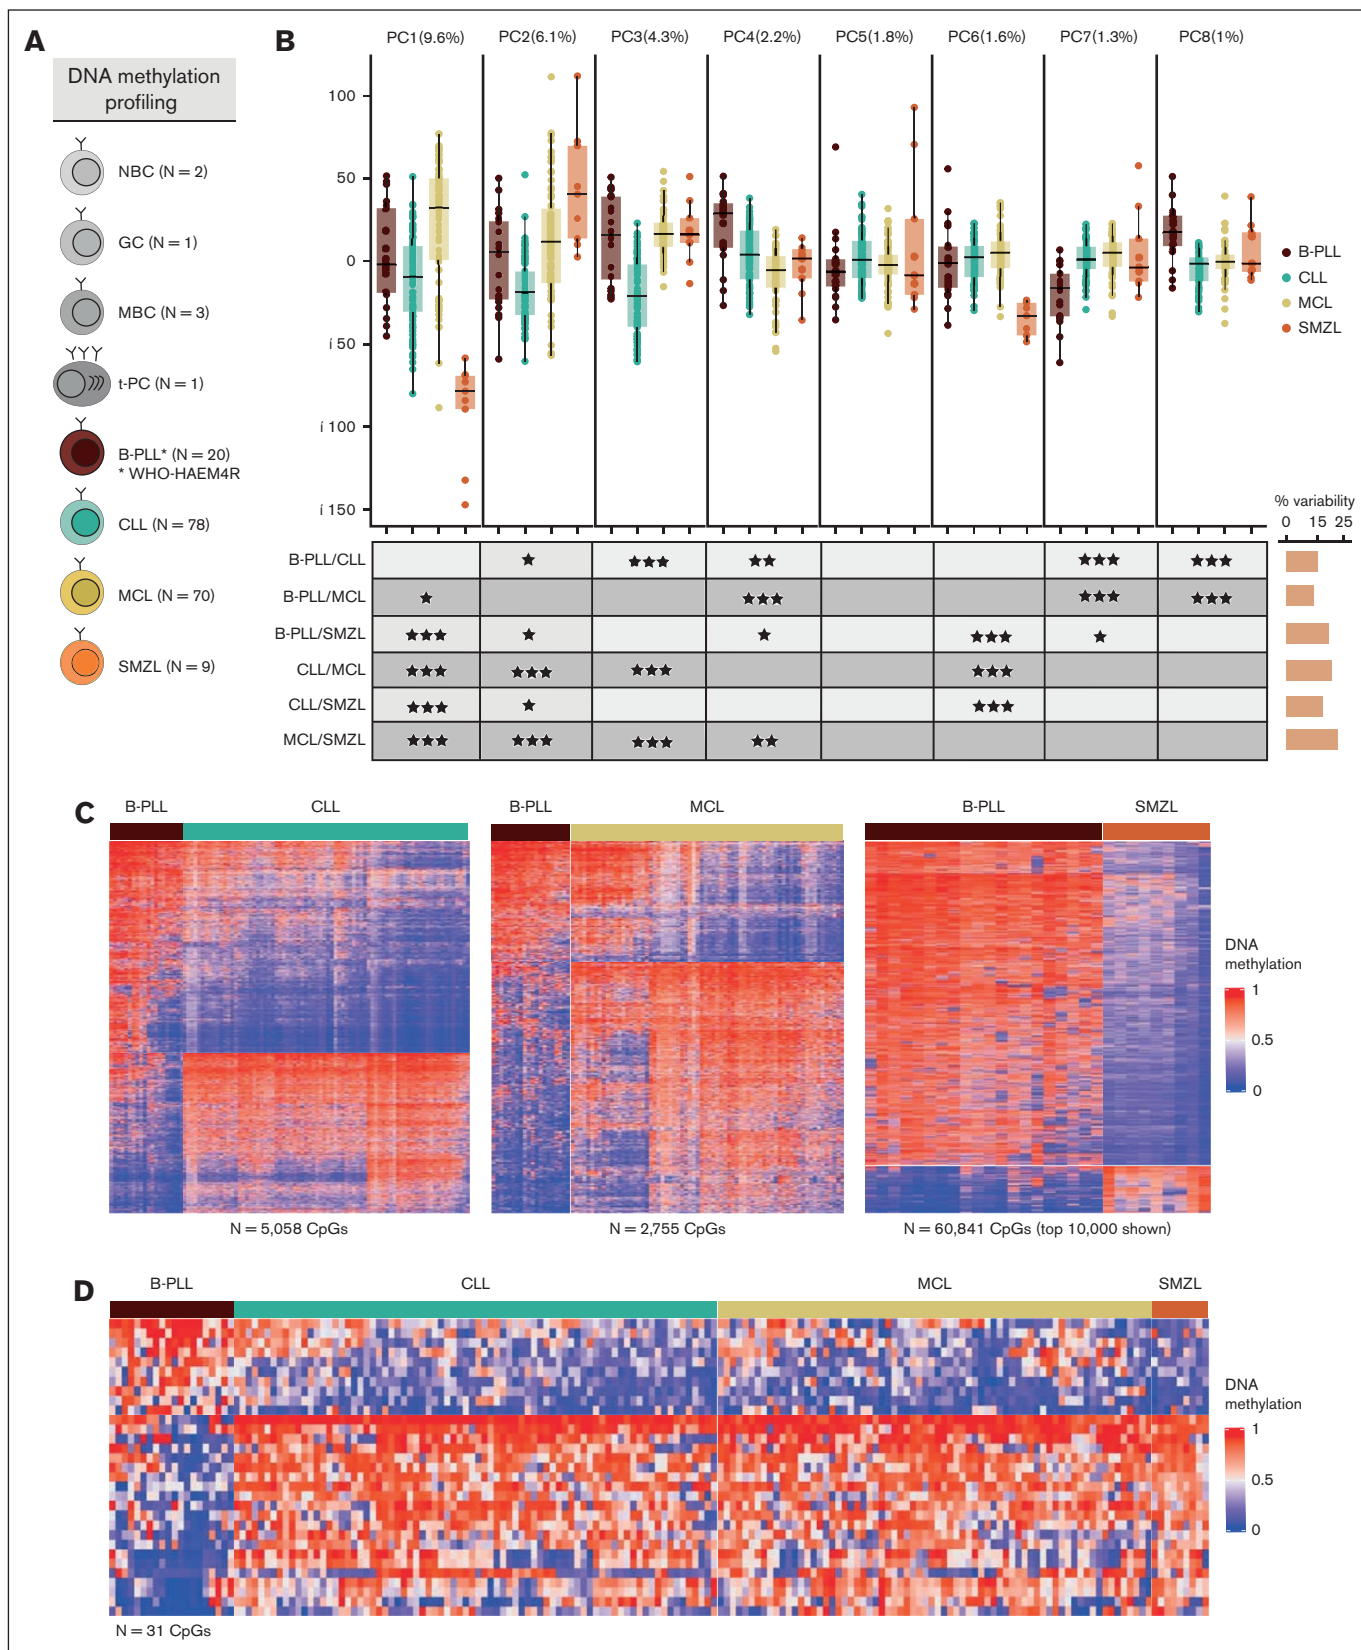 A
DNA methylation
profiling
NBC (N = 2)
GC (N = 1)
MBC (N = 3)
t-PC (N = 1)
B-PLL* (N = 20)
* WHO-HAEM4R
CLL (N = 78)
MCL (N = 70)
SMZL (N = 9)
B
PC1(9.6%)
PC2(6.1%)
PC3(4.3%)
PC4(2.2%)
PC5(1.8%)
PC6(1.6%)
PC7(1.3%)
PC8(1%)
100
50
0
í 50
í 100
í 150
B-PLL
CLL
MCL
SMZL
% variability
0 15 25
B-PLL/CLL ★ ★★★ ★★ ★★★ ★★★
B-PLL/MCL ★ ★★★ ★★★ ★★★
B-PLL/SMZL ★★★ ★ ★ ★★★ ★
CLL/MCL ★★★ ★★★ ★★★ ★★★
CLL/SMZL ★★★ ★ ★★★
MCL/SMZL ★★★ ★★★ ★★★ ★★
C
B-PLL CLL
N = 5,058 CpGs
B-PLL MCL
N = 2,755 CpGs
B-PLL SMZL
N = 60,841 CpGs (top 10,000 shown)
DNA
methylation
1
0.5
0
D
B-PLL CLL MCL SMZL
N = 31 CpGs
DNA
methylation
1
0.5
0